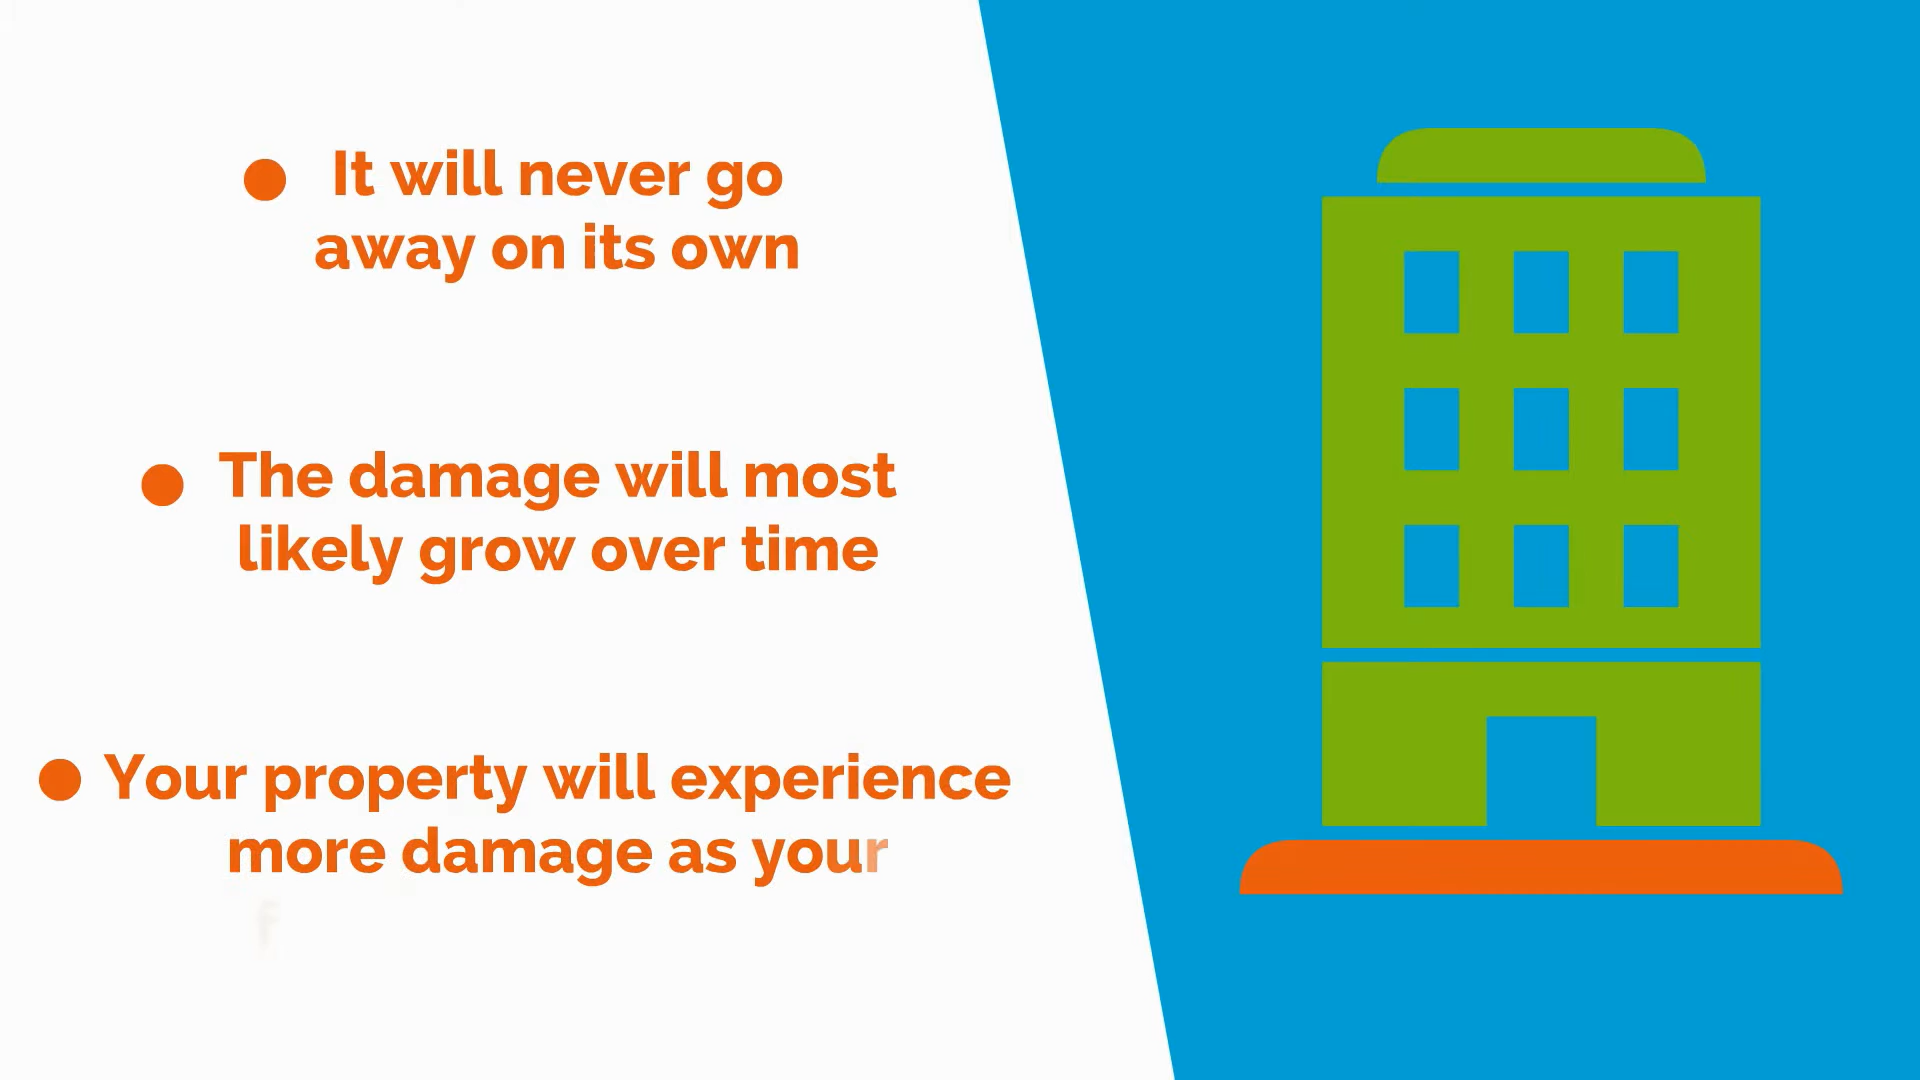 It will never go
away on its own
The damage will most
likely grow over time
Your property will experience
more damage as your
f